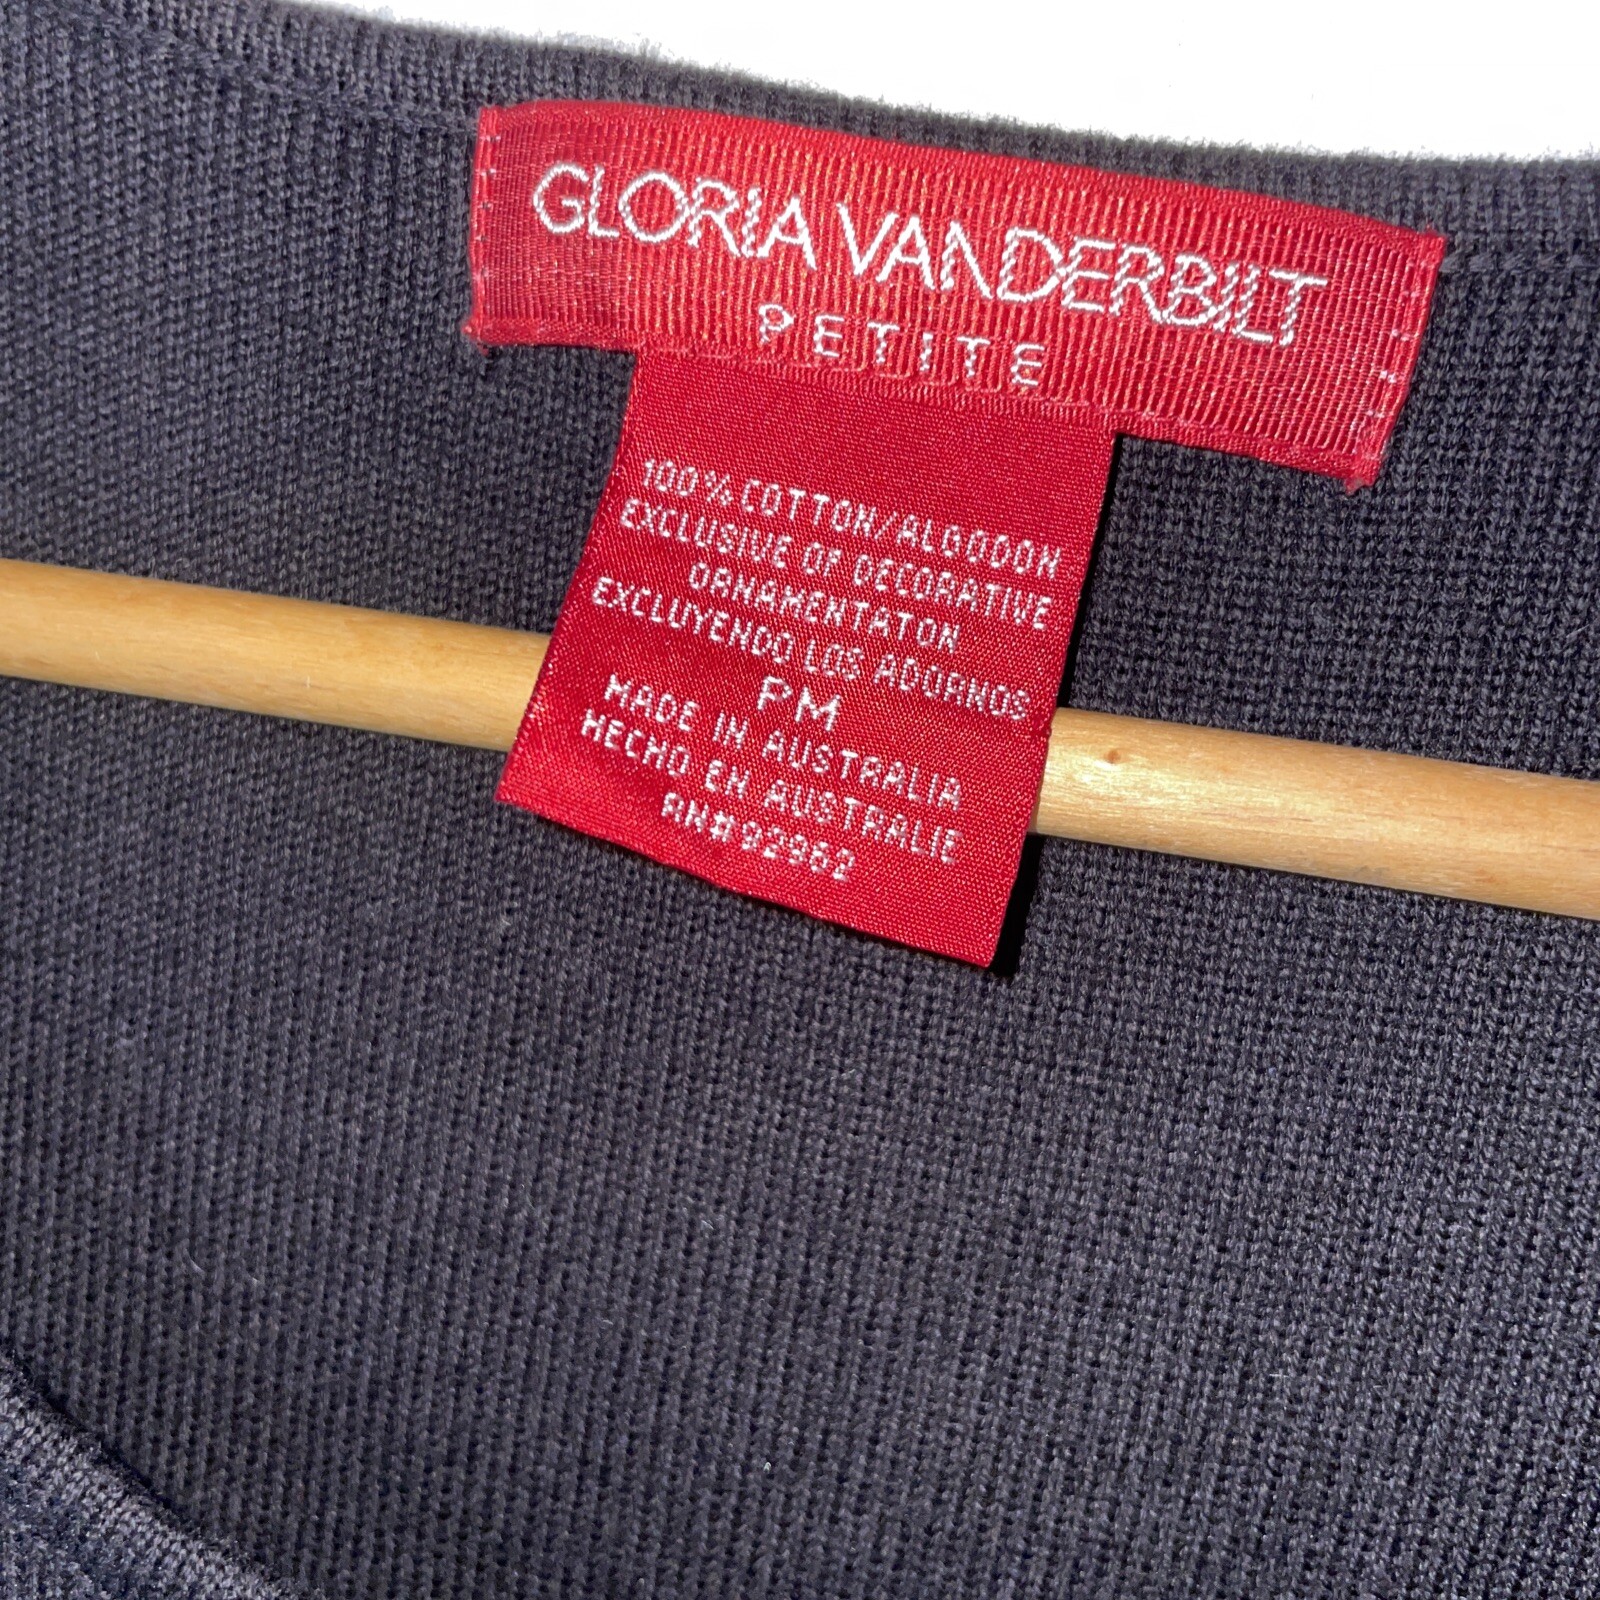 GLORIA VANDERBILT
PETITE
100% COTTON/ALGODON
EXCLUSIVE OF DECORATIVE
ORNAMENTATON
EXCLUYENDO LOS ADORNOS
PM
MADE IN AUSTRALIA
HECHO EN AUSTRALIE
RN#92962